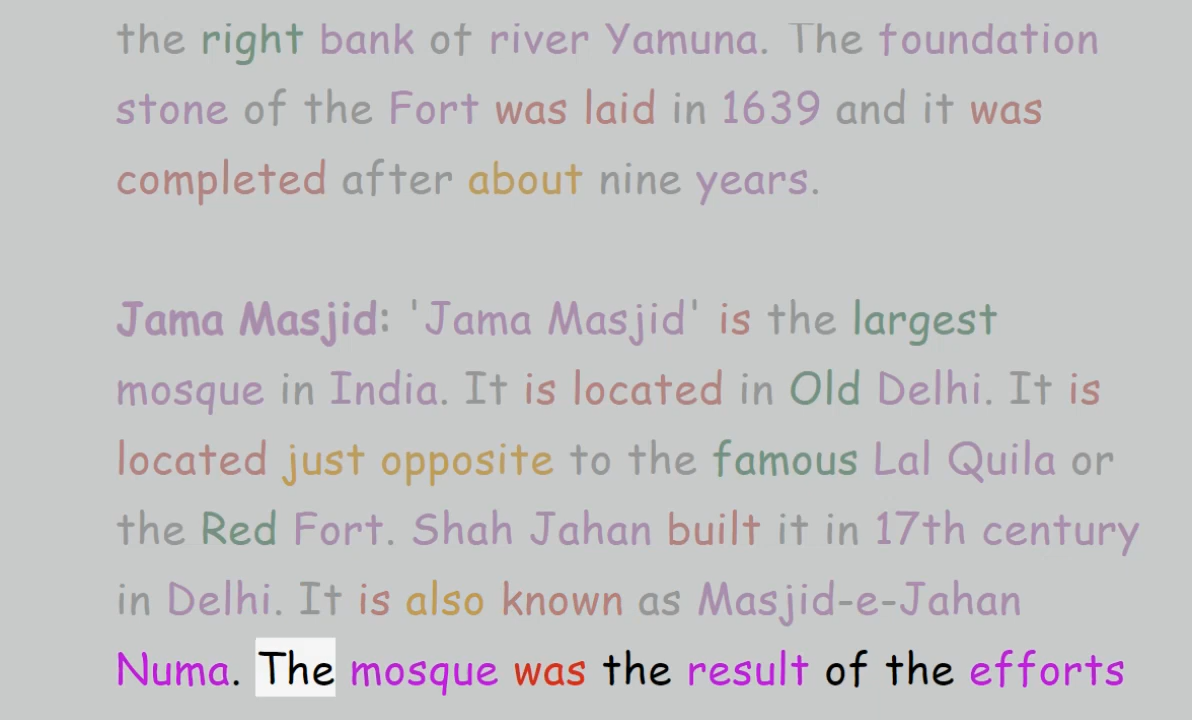 the right bank of river Yamuna. The foundation
stone of the Fort was laid in 1639 and it was
completed after about nine years.
Jama Masjid: 'Jama Masjid' is the largest
mosque in India. It is located in Old Delhi. It is
located just opposite to the famous Lal Quila or
the Red Fort. Shah Jahan built it in 17th century
in Delhi. It is also known as Masjid-e-Jahan
Numa. The mosque was the result of the efforts